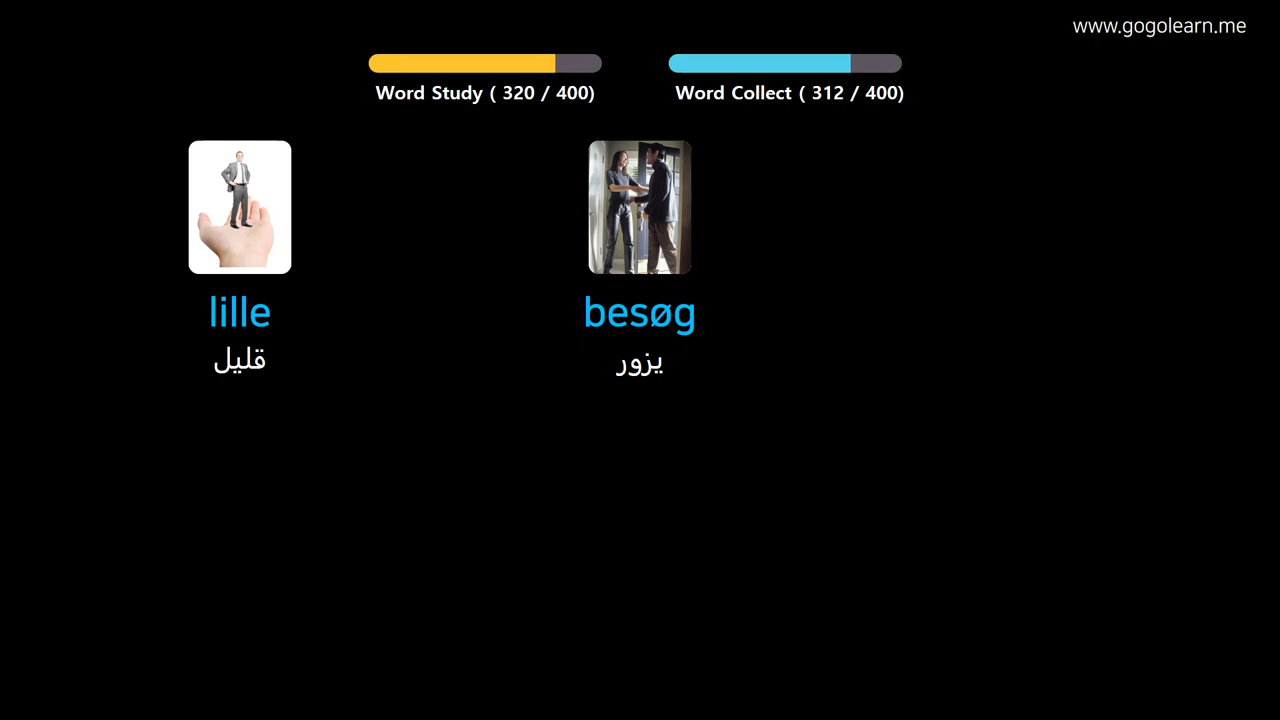 www.gogolearn.me
Word Study ( 320 / 400)
Word Collect ( 312 / 400)
lille
قليل
besøg
يزور